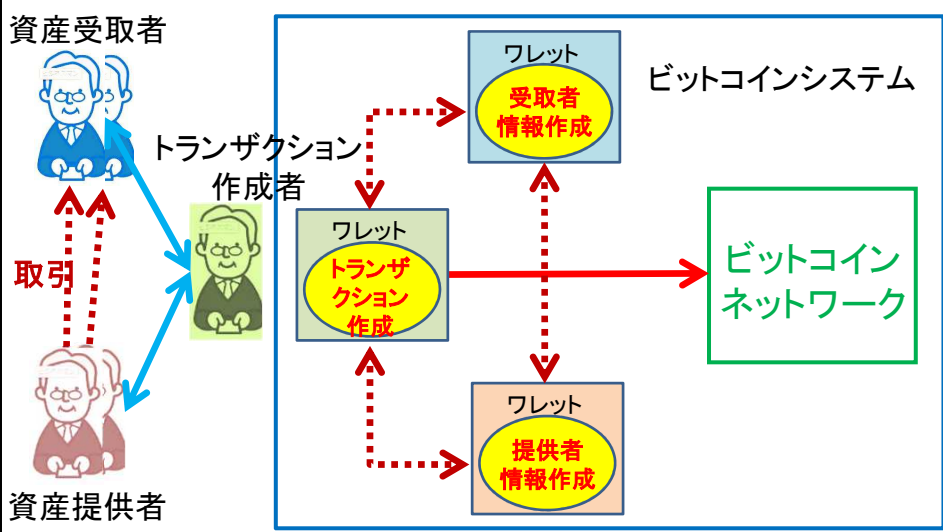 資産受取者
ワレット
受取者
情報作成
ビットコインシステム
トランザクション
作成者
ワレット
トランザ
クション
作成
ビットコイン
ネットワーク
取引
ワレット
提供者
情報作成
資産提供者